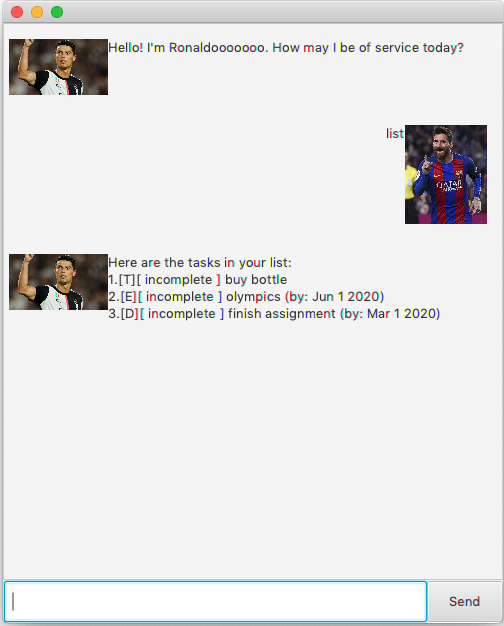 Hello! I'm Ronaldooooooo. How may I be of service today?
list
QATAR
Here are the tasks in your list:
1.[T][ incomplete ] buy bottle
2.[E][ incomplete ] olympics (by: Jun 1 2020)
3.[D][ incomplete ] finish assignment (by: Mar 1 2020)
Send